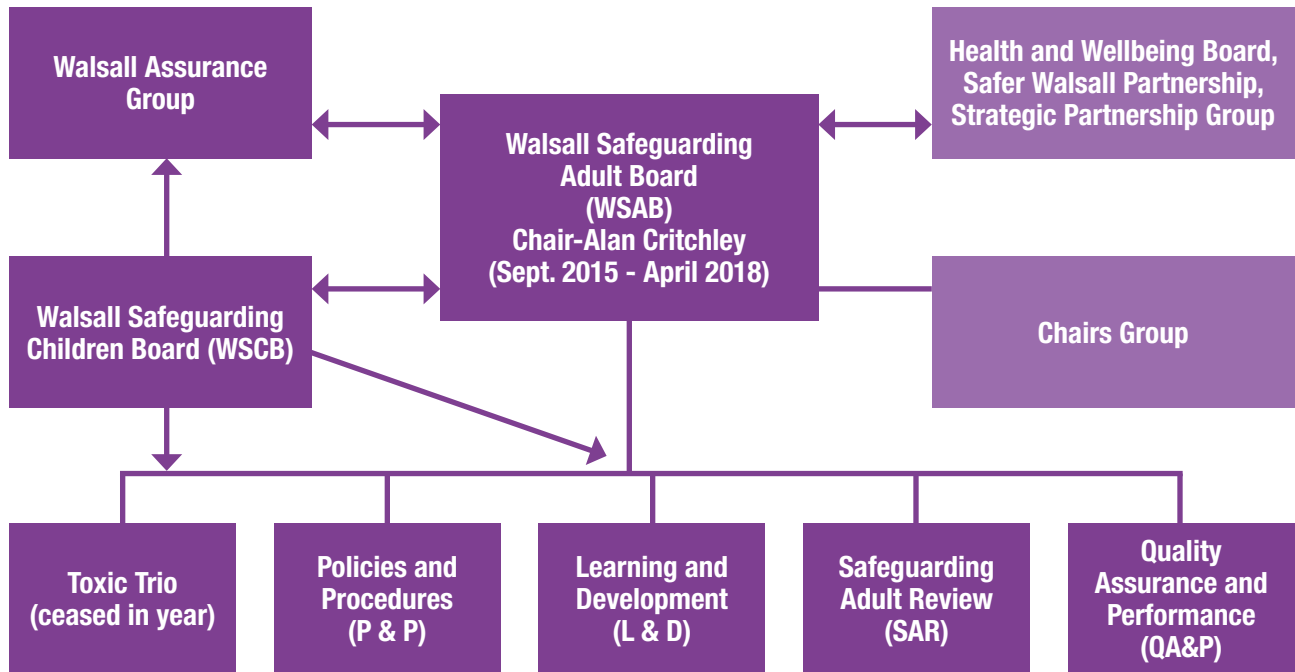 Walsall Assurance
Group
Health and Wellbeing Board,
Safer Walsall Partnership,
Strategic Partnership Group
Walsall Safeguarding
Adult Board
(WSAB)
Chair-Alan Critchley
(Sept. 2015 - April 2018)
Walsall Safeguarding
Children Board (WSCB)
Chairs Group
Toxic Trio
(ceased in year)
Policies and
Procedures
(P & P)
Learning and
Development
(L & D)
Safeguarding
Adult Review
(SAR)
Quality
Assurance and
Performance
(QA&P)